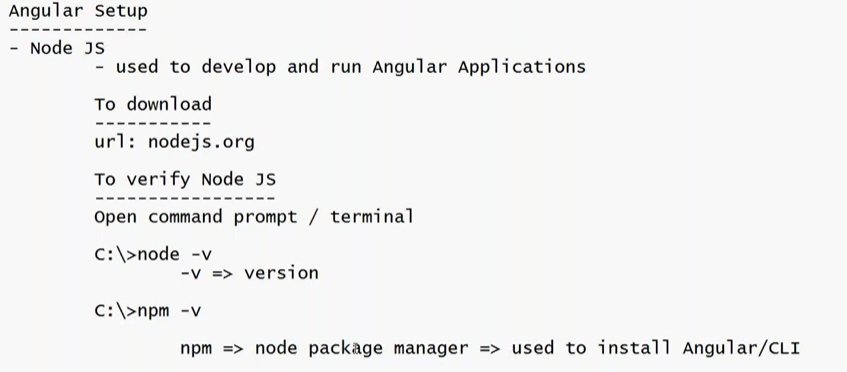 Angular Setup
-------------
- Node JS
- used to develop and run Angular Applications
To download
-----------
url: nodejs.org
To verify Node JS
-----------------
Open command prompt / terminal
C:\>node -v
-v => version
C:\>npm -v
npm => node package manager => used to install Angular/CLI